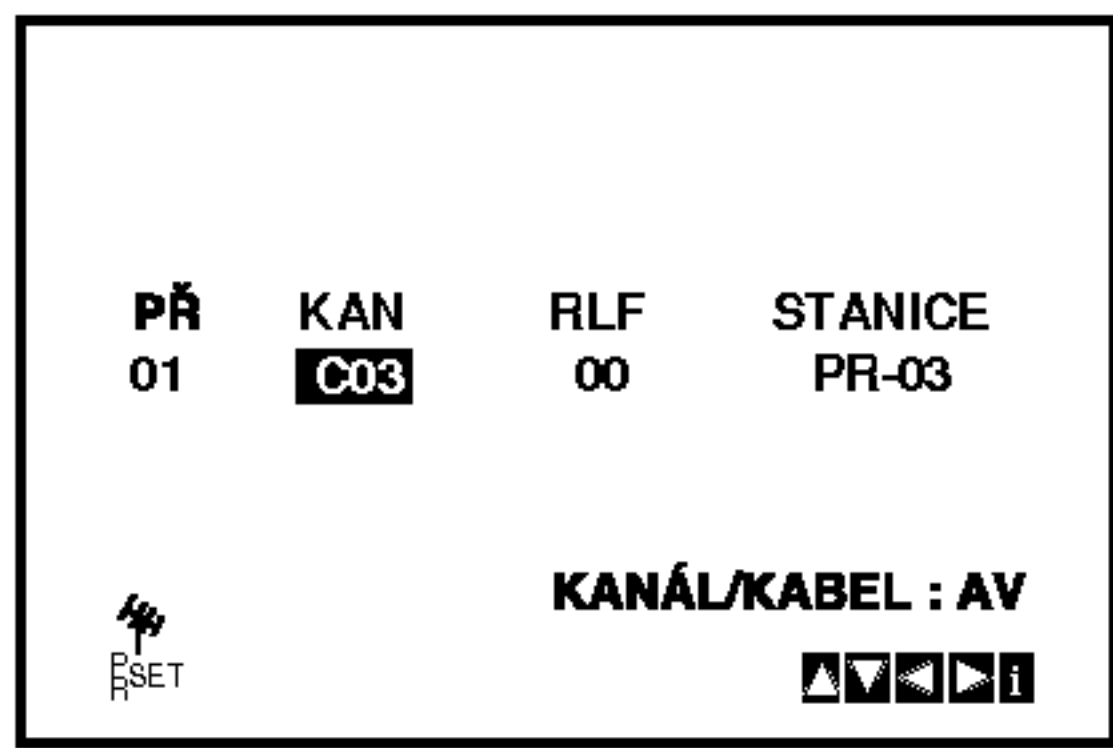 PŘ KAN RLF STANICE
01 C03 00 PR-03
KANÁL/KABEL : AV
PR SET
i